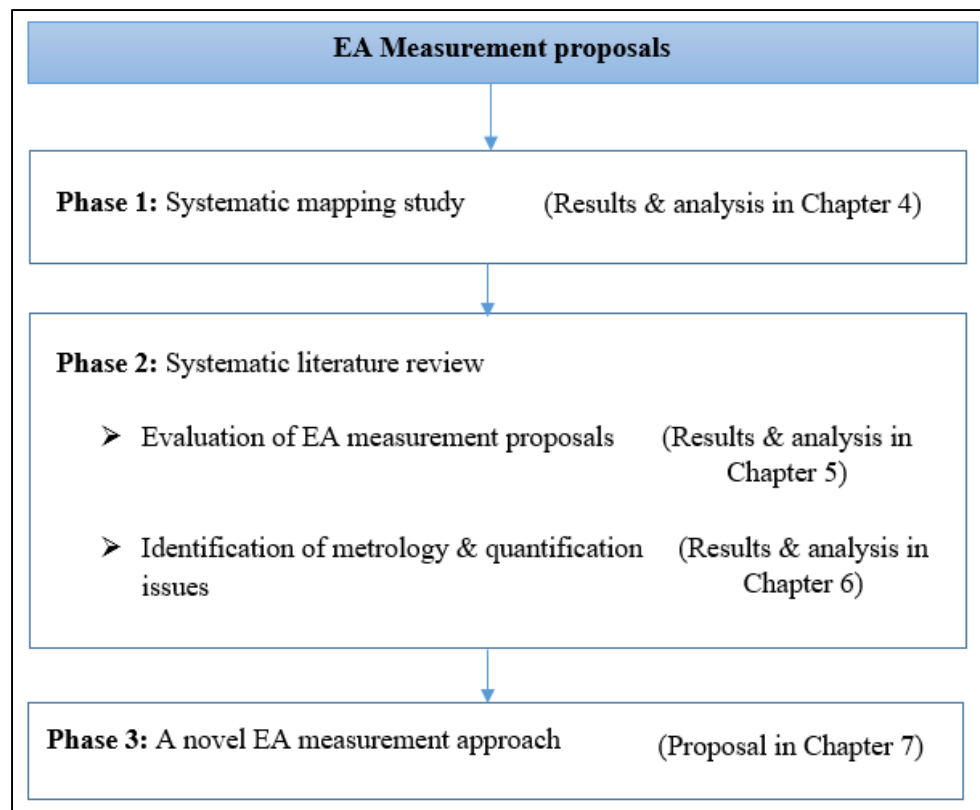 EA Measurement proposals
Phase 1: Systematic mapping study (Results & analysis in Chapter 4)
Phase 2: Systematic literature review
➢ Evaluation of EA measurement proposals (Results & analysis in
Chapter 5)
➢ Identification of metrology & quantification (Results & analysis in
issues Chapter 6)
Phase 3: A novel EA measurement approach (Proposal in Chapter 7)